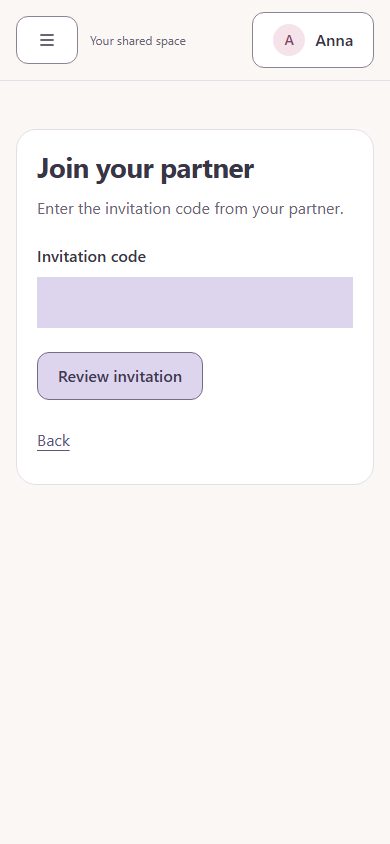 Your shared space
A Anna
Join your partner
Enter the invitation code from your partner.
Invitation code
Review invitation
Back